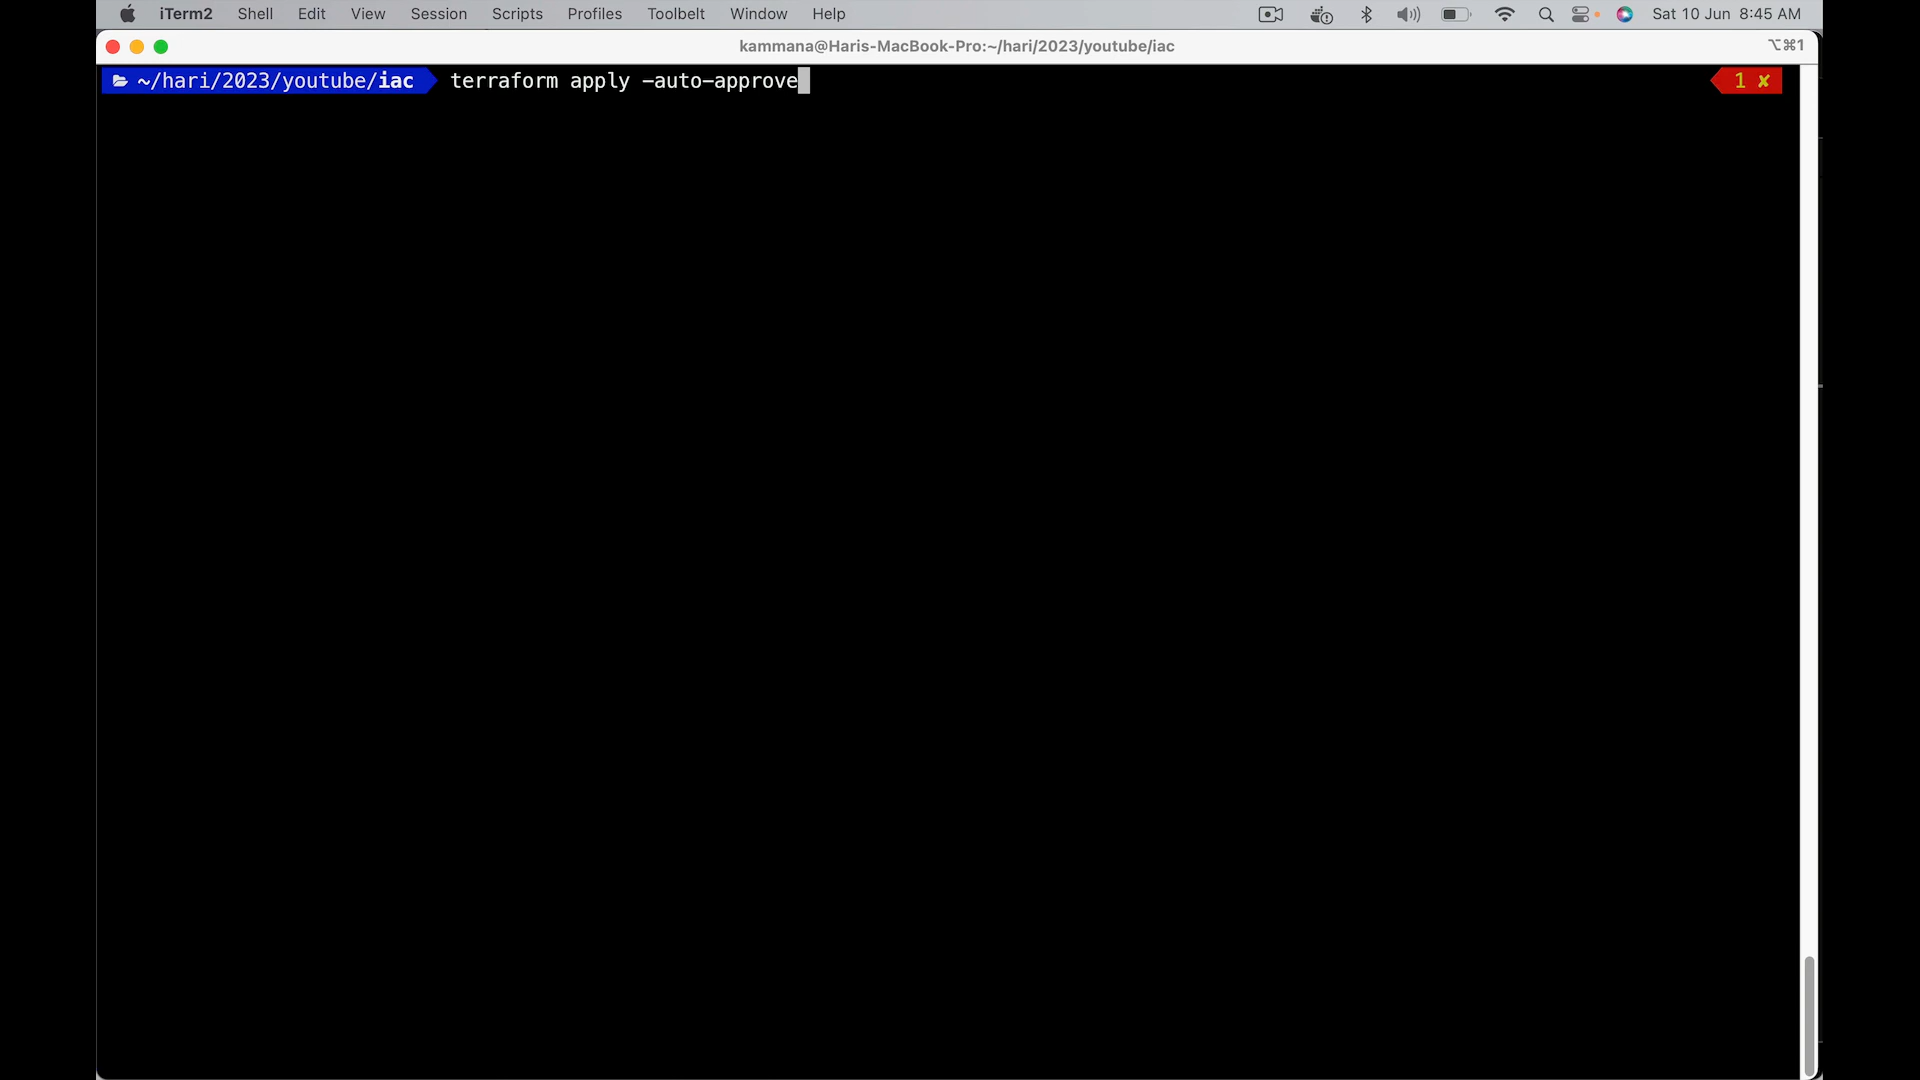 iTerm2 Shell Edit View Session Scripts Profiles Toolbelt Window Help Sat 10 Jun 8:45 AM
kammana@Haris-MacBook-Pro:~/hari/2023/youtube/iac ⌥⌘1
~/hari/2023/youtube/iac terraform apply -auto-approve 1 ✘